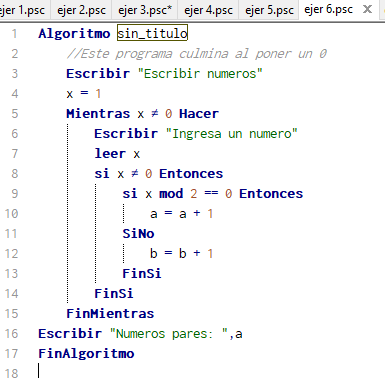 ejer 1.psc ejer 2.psc ejer 3.psc* ejer 4.psc ejer 5.psc ejer 6.psc X
1 Algoritmo sin_titulo
2 //Este programa culmina al poner un 0
3 Escribir "Escribir numeros"
4 x = 1
5 Mientras x ≠ 0 Hacer
6 Escribir "Ingresa un numero"
7 leer x
8 si x ≠ 0 Entonces
9 si x mod 2 == 0 Entonces
10 a = a + 1
11 SiNo
12 b = b + 1
13 FinSi
14 FinSi
15 FinMientras
16 Escribir "Numeros pares: ",a
17 FinAlgoritmo
18